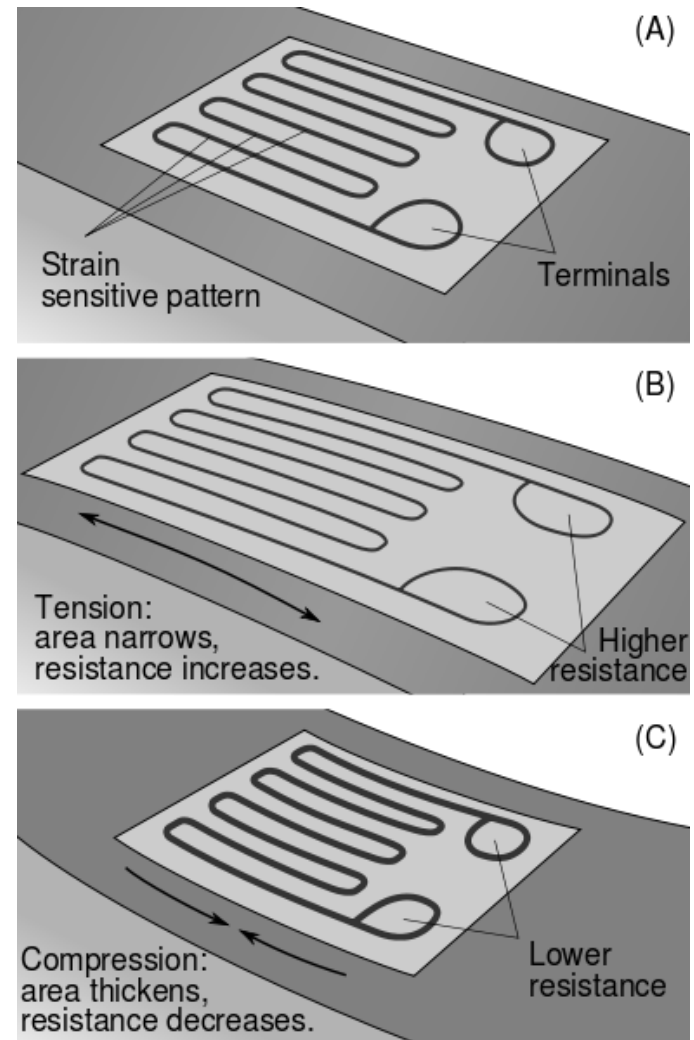 (A)
Strain
sensitive pattern
Terminals
(B)
Tension:
area narrows,
resistance increases.
Higher
resistance
(C)
Compression:
area thickens,
resistance decreases.
Lower
resistance